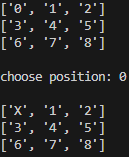 ['0', '1', '2']
['3', '4', '5']
['6', '7', '8']
choose position: 0
['X', '1', '2']
['3', '4', '5']
['6', '7', '8']